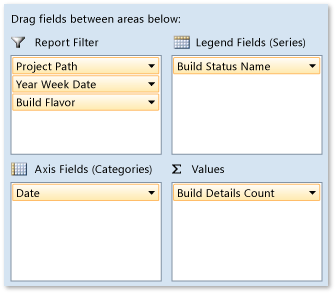 Drag fields between areas below:
Report Filter
Project Path
Year Week Date
Build Flavor
Legend Fields (Series)
Build Status Name
Axis Fields (Categories)
Date
Σ Values
Build Details Count